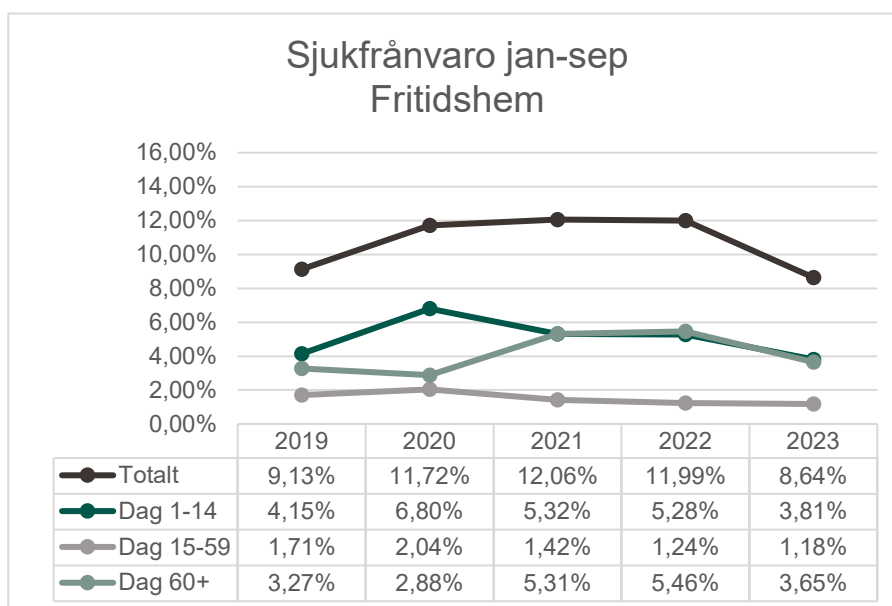 Sjukfrånvaro jan-sep
Fritidshem
16,00%
14,00%
12,00%
10,00%
8,00%
6,00%
4,00%
2,00%
0,00%
2019 2020 2021 2022 2023
Totalt 9,13% 11,72% 12,06% 11,99% 8,64%
Dag 1-14 4,15% 6,80% 5,32% 5,28% 3,81%
Dag 15-59 1,71% 2,04% 1,42% 1,24% 1,18%
Dag 60+ 3,27% 2,88% 5,31% 5,46% 3,65%